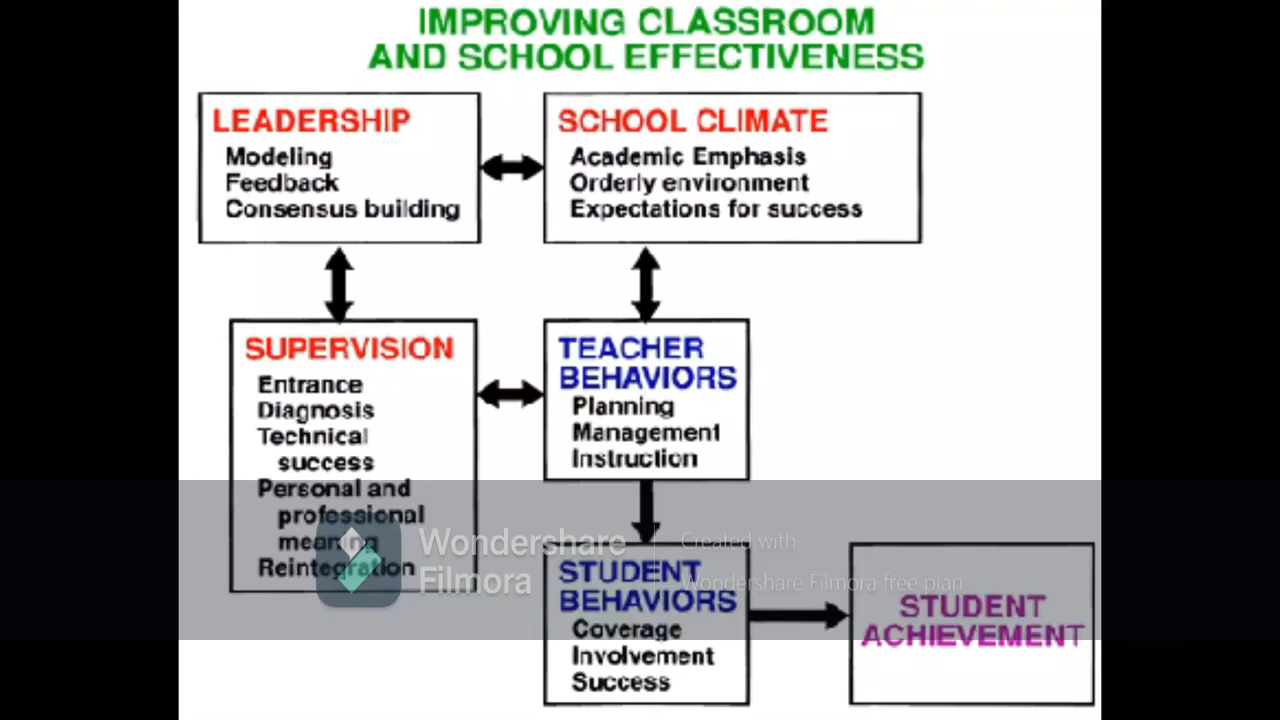 IMPROVING CLASSROOM
AND SCHOOL EFFECTIVENESS
LEADERSHIP
Modeling
Feedback
Consensus building
SCHOOL CLIMATE
Academic Emphasis
Orderly environment
Expectations for success
SUPERVISION
Entrance
Diagnosis
Technical
success
Personal and
professional
meaning
Reintegration
TEACHER
BEHAVIORS
Planning
Management
Instruction
STUDENT
BEHAVIORS
Coverage
Involvement
Success
STUDENT
ACHIEVEMENT
Wondershare
Filmora
Created with
Wondershare Filmora free plan